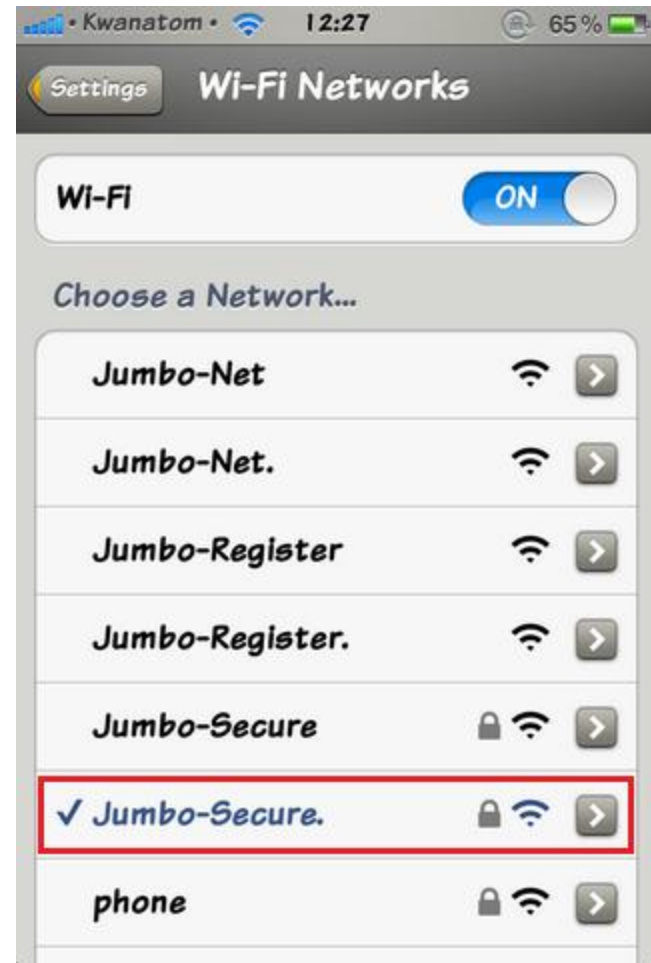 • Kwanatom • 12:27 65%
Settings Wi-Fi Networks
Wi-Fi ON
Choose a Network...
Jumbo-Net
Jumbo-Net.
Jumbo-Register
Jumbo-Register.
Jumbo-Secure
✓ Jumbo-Secure.
phone